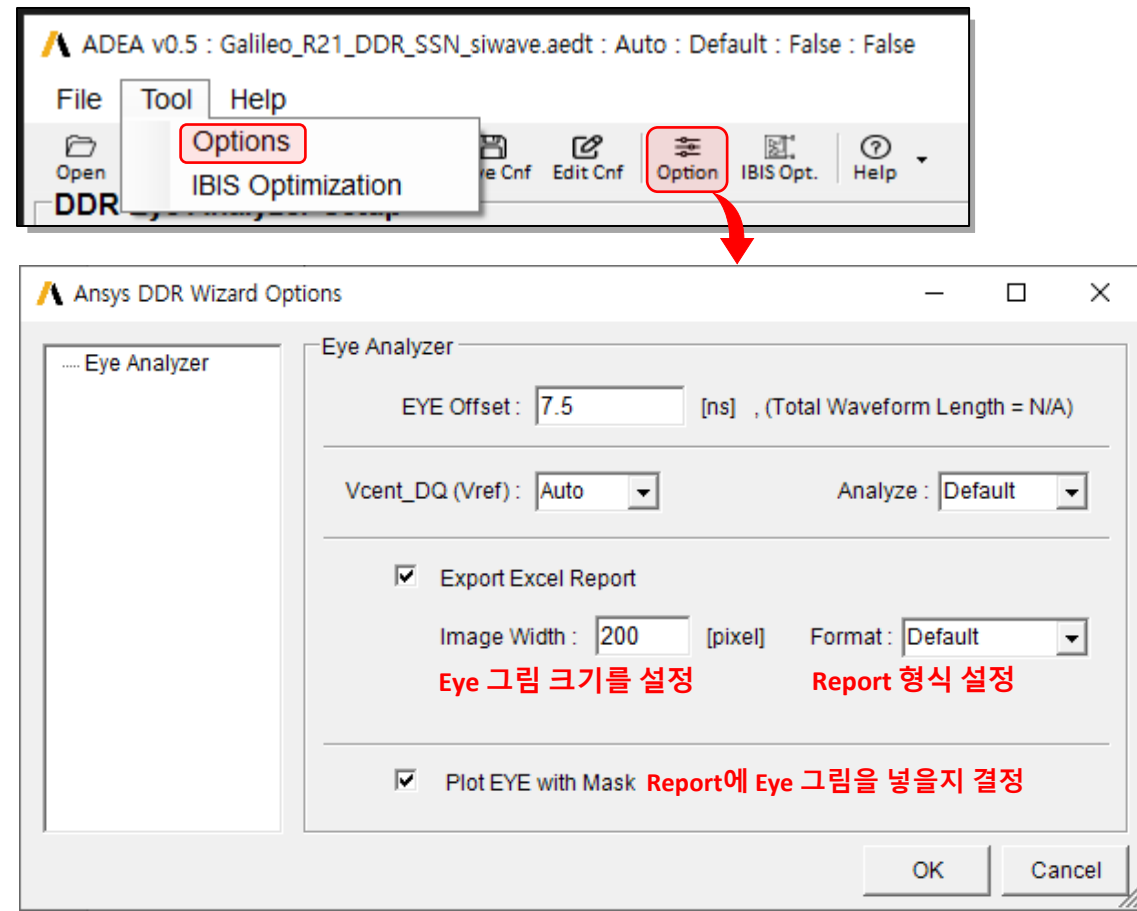 ADEA v0.5 : Galileo_R21_DDR_SSN_siwave.aedt : Auto : Default : False : False
File Tool Help
Options
IBIS Optimization
Open
Cnf Edit Cnf Option IBIS Opt. Help
DDR
Ansys DDR Wizard Options
Eye Analyzer
Eye Analyzer
EYE Offset : 7.5 [ns] , (Total Waveform Length = N/A)
Vcent_DQ (Vref) : Auto Analyze : Default
Export Excel Report
Image Width : 200 [pixel] Format : Default
Eye 그림 크기를 설정 Report 형식 설정
Plot EYE with Mask Report에 Eye 그림을 넣을지 결정
OK Cancel